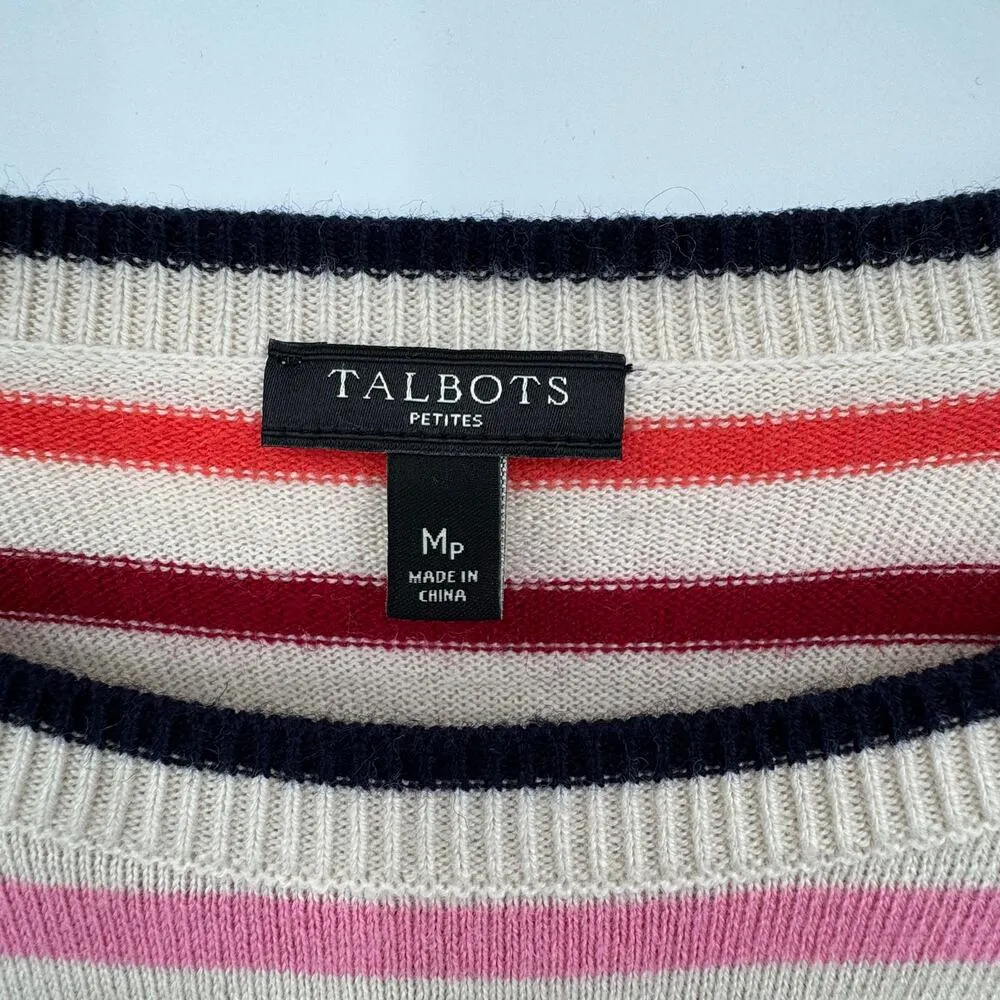 TALBOTS
PETITES
MP
MADE IN
CHINA